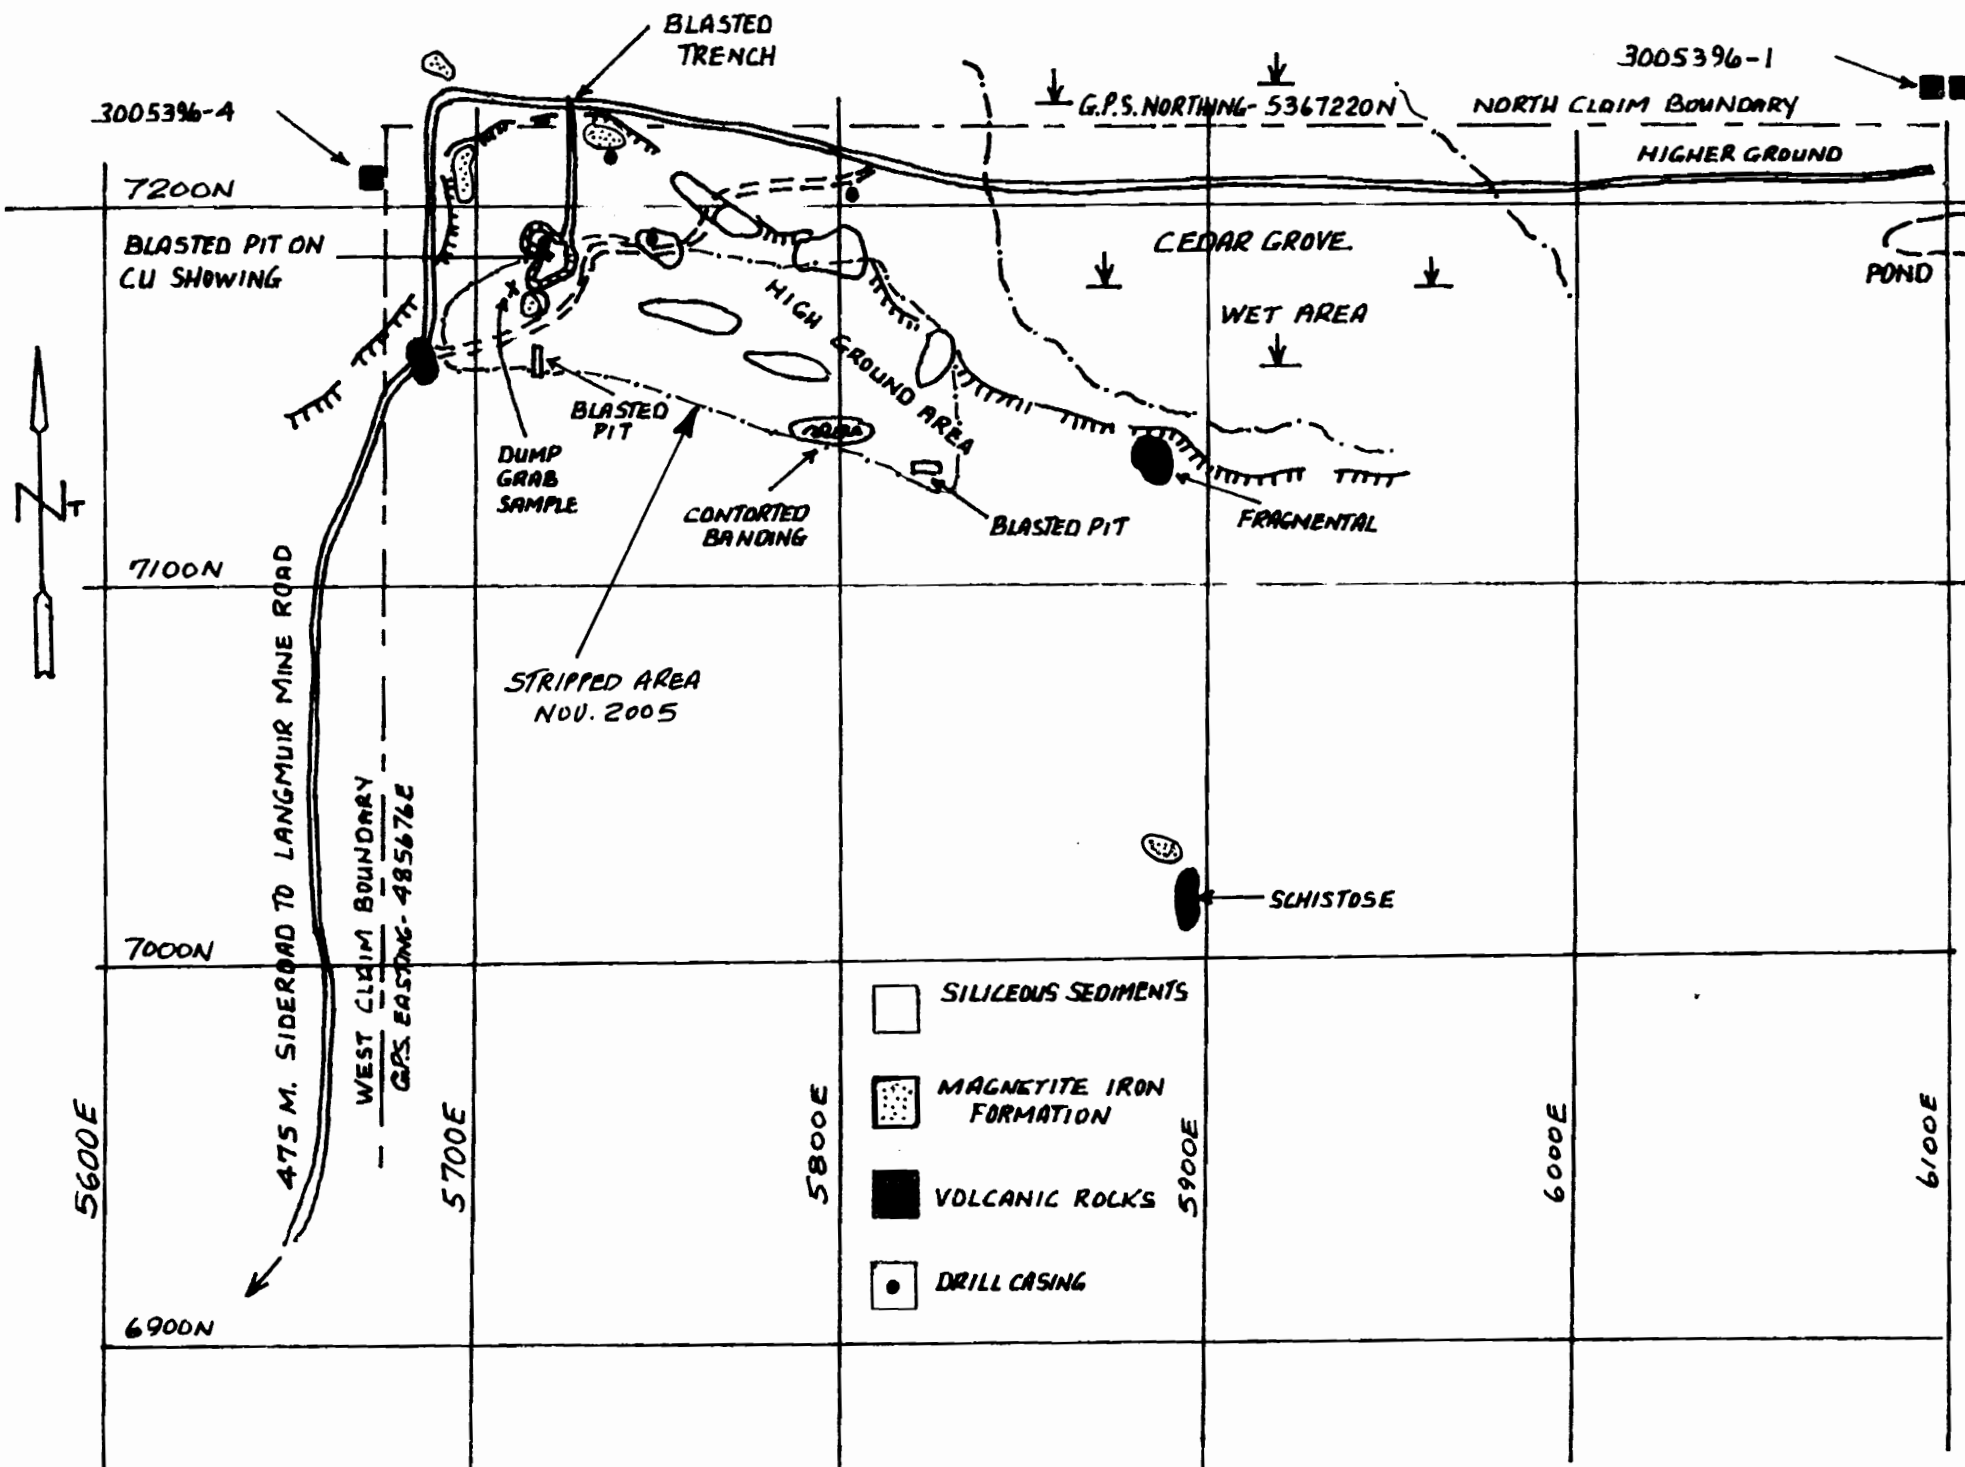 BLASTED
TRENCH
3005396-1
3005396-4
G.P.S. NORTHING- 5367220N
NORTH CLAIM BOUNDARY
HIGHER GROUND
7200N
BLASTED PIT ON
CU SHOWING
CEDAR GROVE
POND
WET AREA
HIGH GROUND AREA
BLASTED
PIT
DUMP
GRAB
SAMPLE
CONTORTED
BANDING
BLASTED PIT
FRAGMENTAL
7100N
STRIPPED AREA
NOV. 2005
475 M. SIDEROAD TO LANGMUIR MINE ROAD
WEST CLAIM BOUNDARY
G.P.S. EASTING- 485676E
SCHISTOSE
7000N
SILICEOUS SEDIMENTS
MAGNETITE IRON
FORMATION
VOLCANIC ROCKS
DRILL CASING
5600E
5700E
5800E
5900E
6000E
6100E
6900N